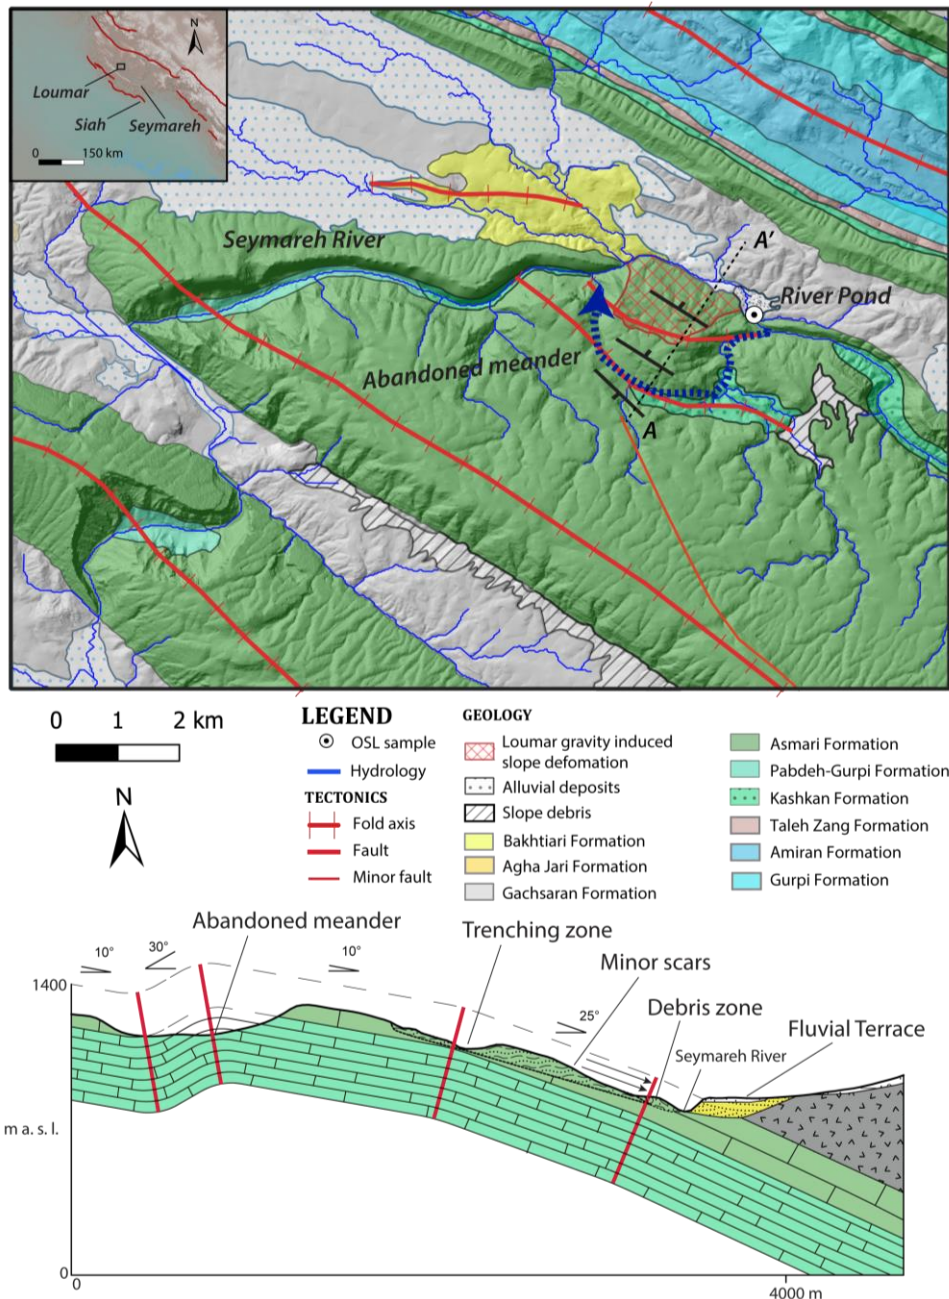 N
Loumar
Siah
Seymareh
0
150 km
Seymareh River
A'
River Pond
Abandoned meander
A
0 1 2 km
N
LEGEND
OSL sample
Hydrology
TECTONICS
Fold axis
Fault
Minor fault
GEOLOGY
Loumar gravity induced
slope defomation
Alluvial deposits
Slope debris
Bakhtiari Formation
Agha Jari Formation
Gachsaran Formation
Asmari Formation
Pabdeh-Gurpi Formation
Kashkan Formation
Taleh Zang Formation
Amiran Formation
Gurpi Formation
Abandoned meander
Trenching zone
10°
30°
10°
Minor scars
1400
25°
Debris zone
Fluvial Terrace
Seymareh River
m a. s. l.
0
0
4000 m